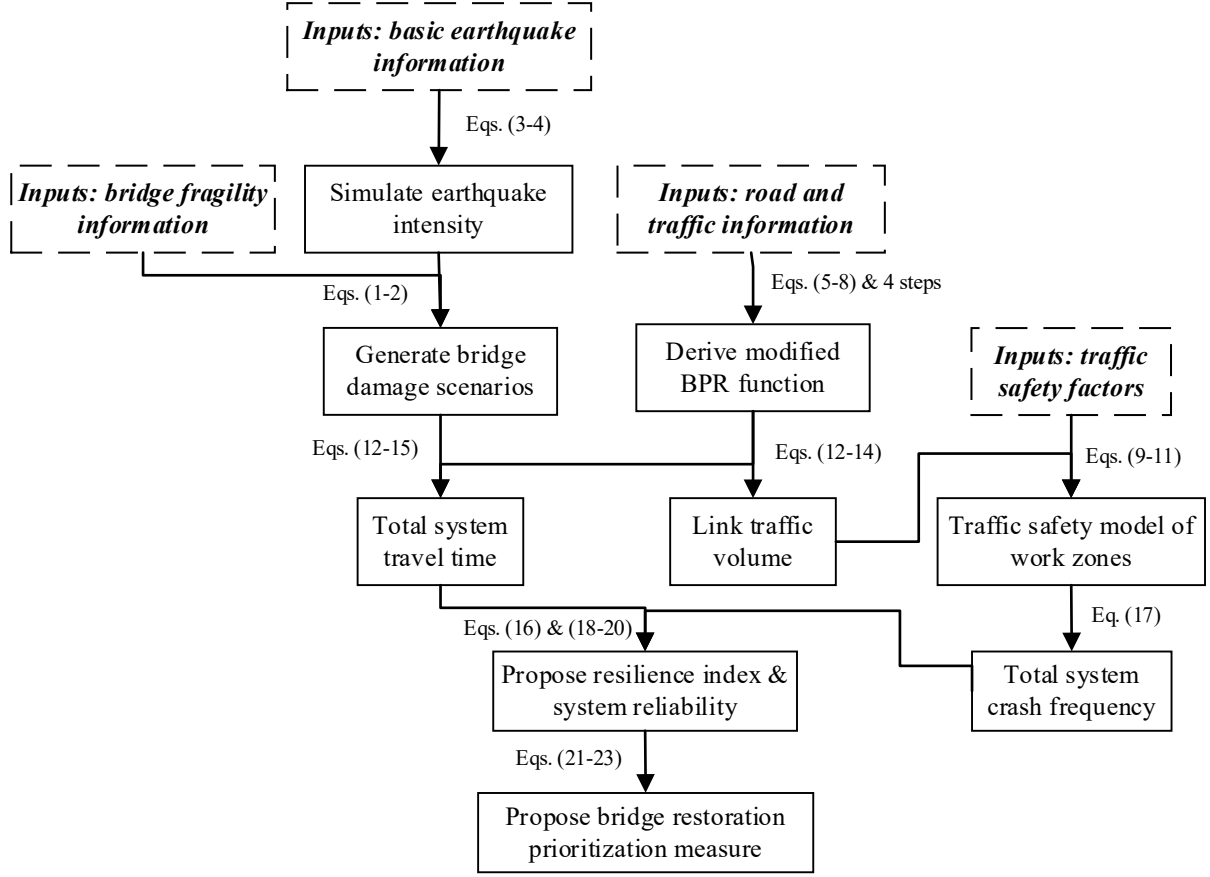 Inputs: basic earthquake
information
Eqs. (3-4)
Inputs: bridge fragility
information
Simulate earthquake
intensity
Inputs: road and
traffic information
Eqs. (1-2)
Eqs. (5-8) & 4 steps
Generate bridge
damage scenarios
Derive modified
BPR function
Inputs: traffic
safety factors
Eqs. (12-15)
Eqs. (12-14)
Eqs. (9-11)
Total system
travel time
Link traffic
volume
Traffic safety model of
work zones
Eqs. (16) & (18-20)
Eq. (17)
Propose resilience index &
system reliability
Total system
crash frequency
Eqs. (21-23)
Propose bridge restoration
prioritization measure